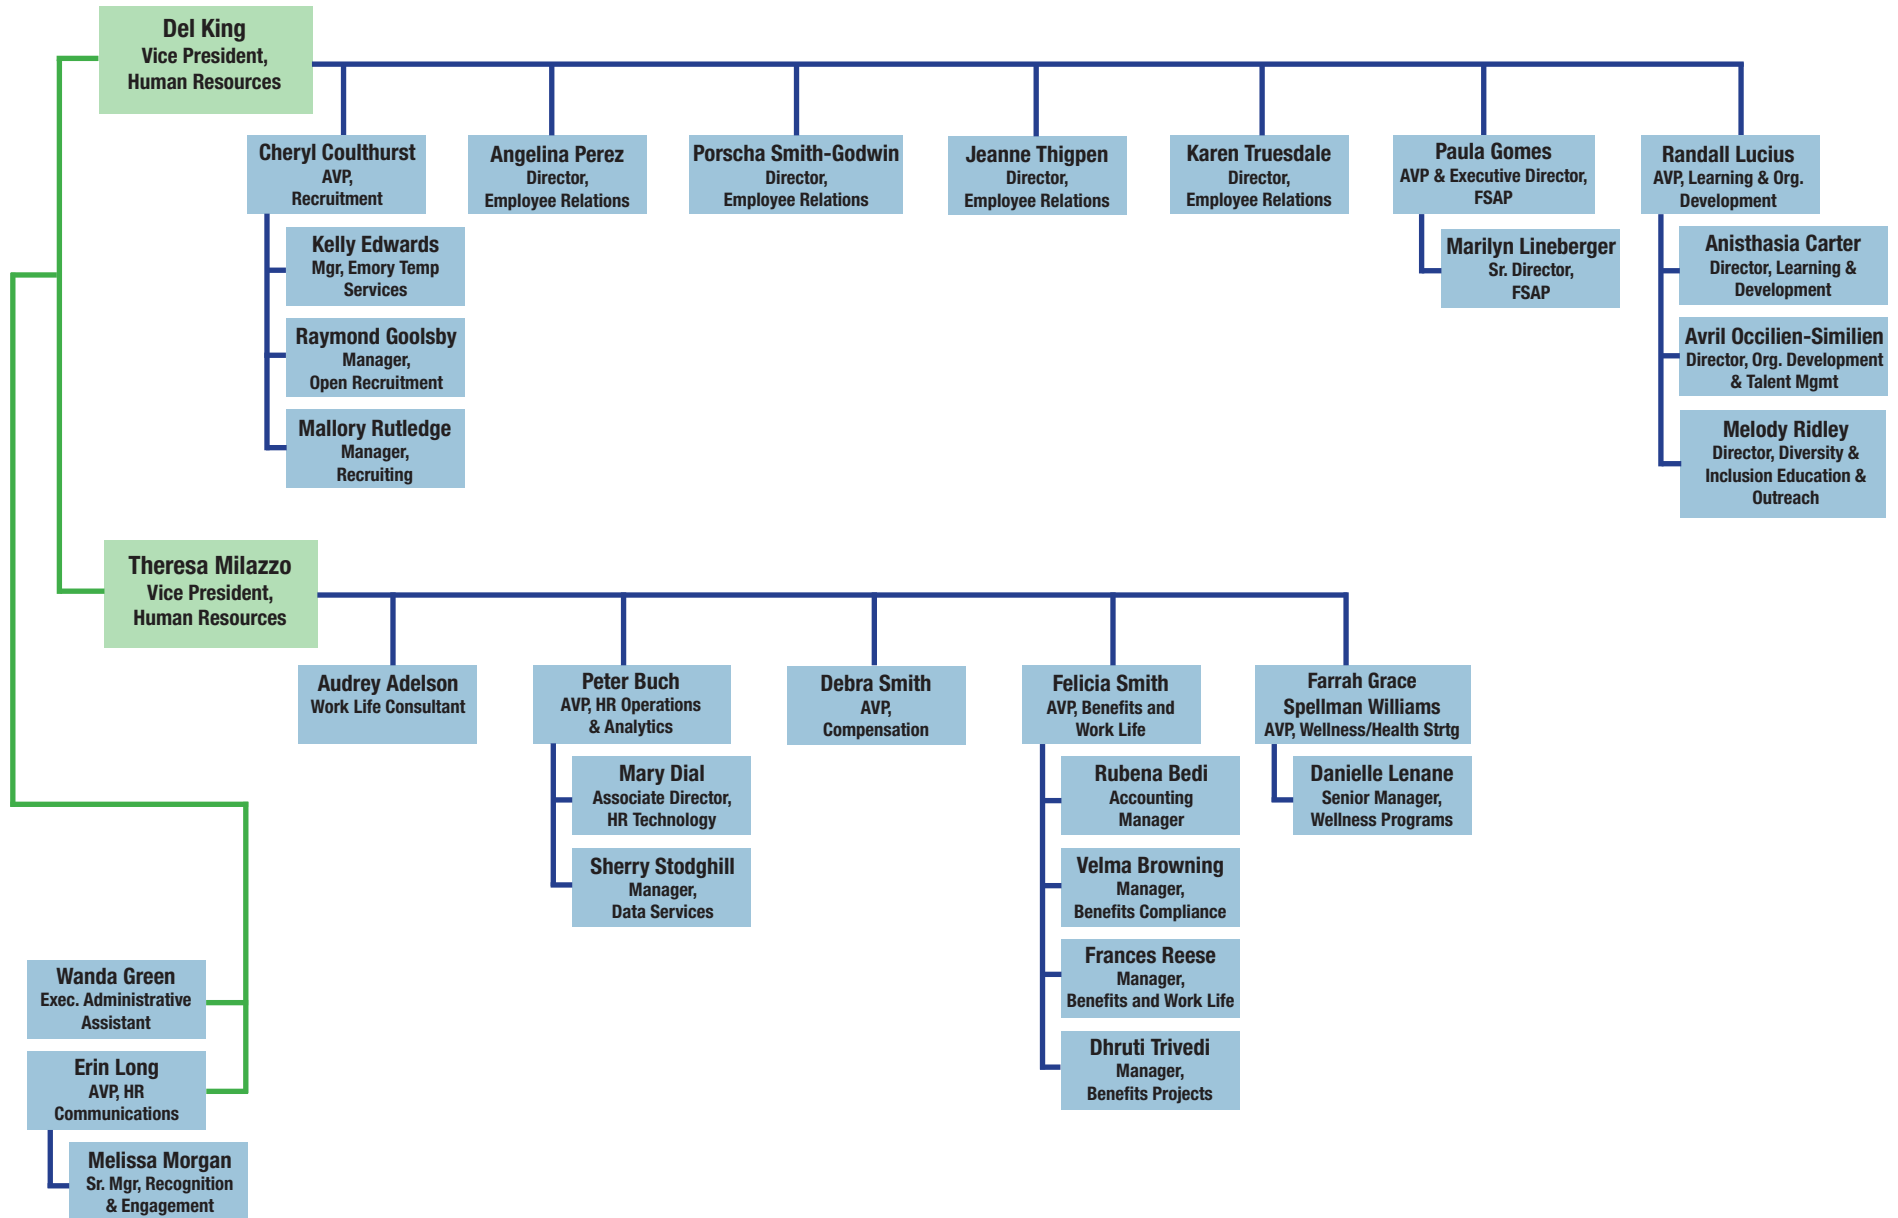 Del King
Vice President,
Human Resources
Cheryl Coulthurst
AVP,
Recruitment
Angelina Perez
Director,
Employee Relations
Porscha Smith-Godwin
Director,
Employee Relations
Jeanne Thigpen
Director,
Employee Relations
Karen Truesdale
Director,
Employee Relations
Paula Gomes
AVP & Executive Director,
FSAP
Randall Lucius
AVP, Learning & Org.
Development
Kelly Edwards
Mgr, Emory Temp
Services
Raymond Goolsby
Manager,
Open Recruitment
Mallory Rutledge
Manager,
Recruiting
Marilyn Lineberger
Sr. Director,
FSAP
Anisthasia Carter
Director, Learning &
Development
Avril Occilien-Similien
Director, Org. Development
& Talent Mgmt
Melody Ridley
Director, Diversity &
Inclusion Education &
Outreach
Theresa Milazzo
Vice President,
Human Resources
Audrey Adelson
Work Life Consultant
Peter Buch
AVP, HR Operations
& Analytics
Debra Smith
AVP,
Compensation
Felicia Smith
AVP, Benefits and
Work Life
Farrah Grace
Spellman Williams
AVP, Wellness/Health Strtg
Mary Dial
Associate Director,
HR Technology
Sherry Stodghill
Manager,
Data Services
Rubena Bedi
Accounting
Manager
Velma Browning
Manager,
Benefits Compliance
Frances Reese
Manager,
Benefits and Work Life
Dhruti Trivedi
Manager,
Benefits Projects
Danielle Lenane
Senior Manager,
Wellness Programs
Wanda Green
Exec. Administrative
Assistant
Erin Long
AVP, HR
Communications
Melissa Morgan
Sr. Mgr, Recognition
& Engagement